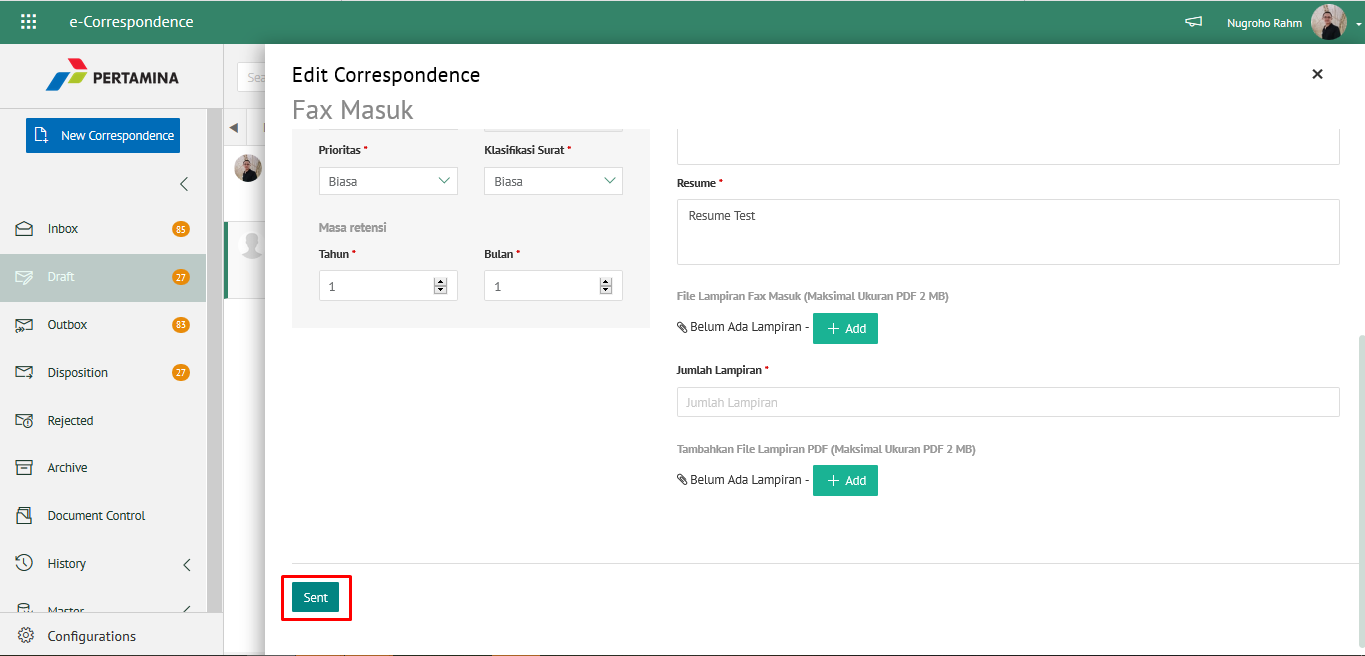 e-Correspondence
Nugroho Rahm
PERTAMINA
New Correspondence
Inbox 85
Draft 27
Outbox 83
Disposition 27
Rejected
Archive
Document Control
History
Master
Configurations
Sea
Edit Correspondence
Fax Masuk
Prioritas * Klasifikasi Surat *
Biasa Biasa
Masa retensi
Tahun * Bulan *
1 1
Resume *
Resume Test
File Lampiran Fax Masuk (Maksimal Ukuran PDF 2 MB)
Belum Ada Lampiran - + Add
Jumlah Lampiran *
Jumlah Lampiran
Tambahkan File Lampiran PDF (Maksimal Ukuran PDF 2 MB)
Belum Ada Lampiran - + Add
Sent